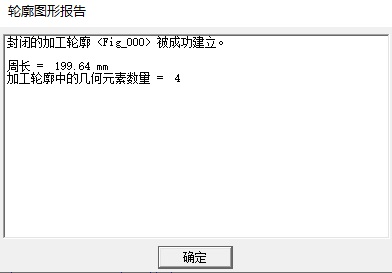 轮廓图形报告
封闭的加工轮廓 <Fig_000> 被成功建立。
周长 = 199.64 mm
加工轮廓中的几何元素数量 = 4
确定